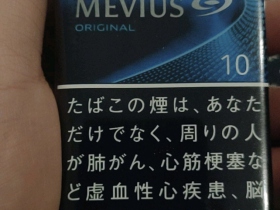 MEVIUS
ORIGINAL
10
たばこの煙は、あなた
だけでなく、周りの人
が肺がん、心筋梗塞な
ど虚血性心疾患、脳